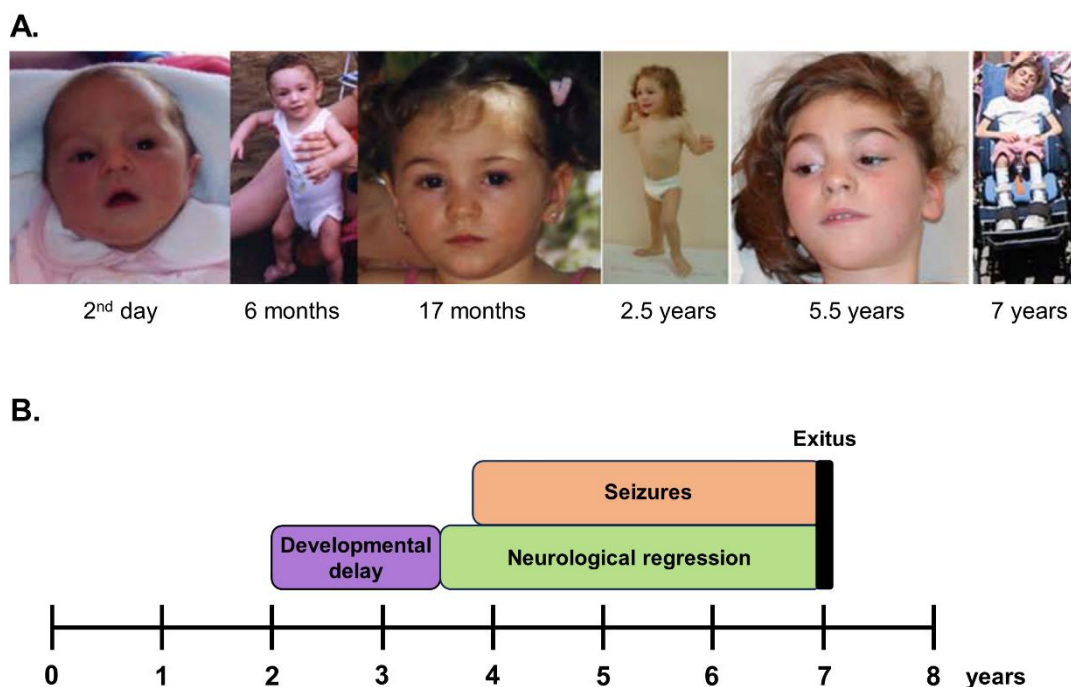 A.
2nd day 6 months 17 months 2.5 years 5.5 years 7 years
B.
Exitus
Seizures
Developmental
delay
Neurological regression
0 1 2 3 4 5 6 7 8 years